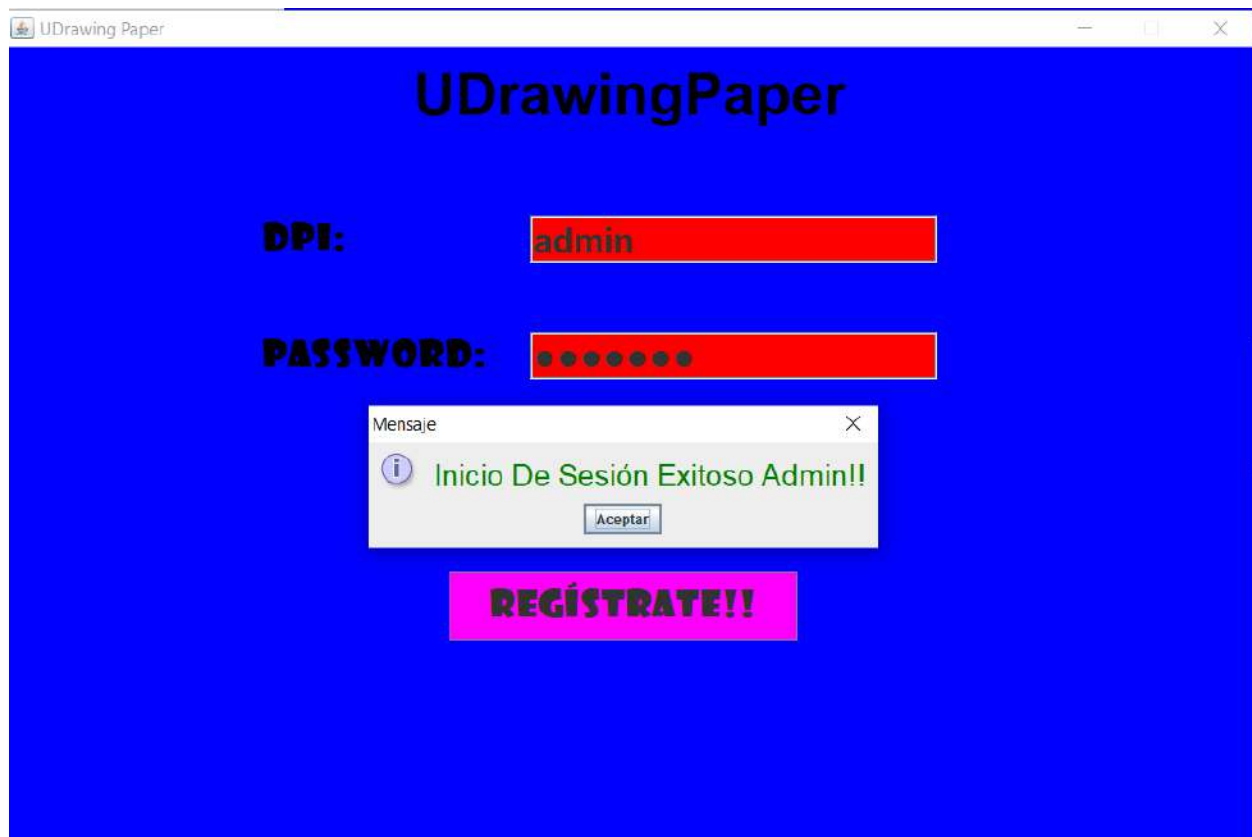 UDrawing Paper
UDrawingPaper
DPI:
admin
PASSWORD:
●●●●●●●
Mensaje
Inicio De Sesión Exitoso Admin!!
Aceptar
REGÍSTRATE!!